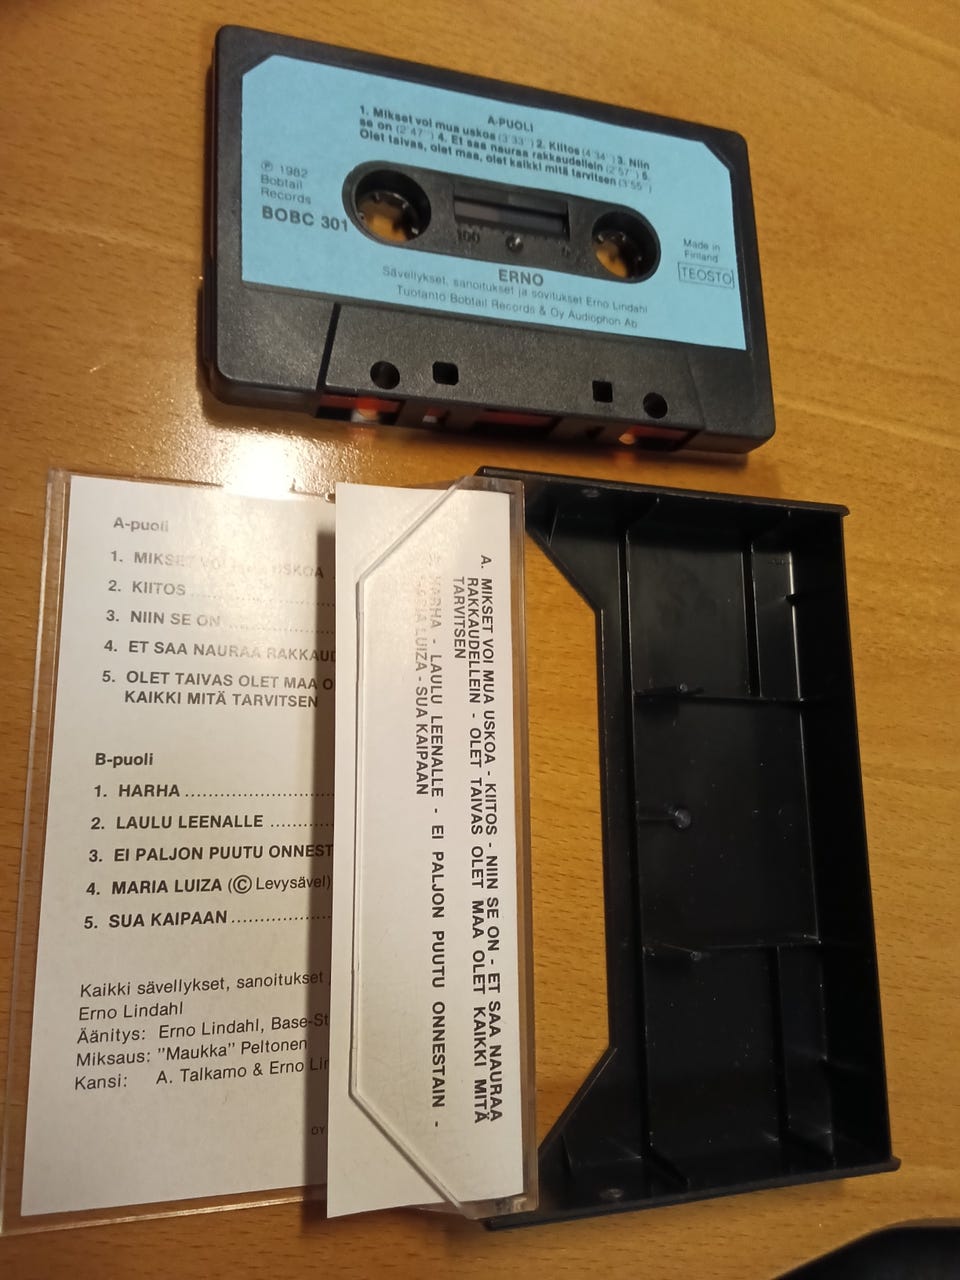 A-PUOLI
1. Mikset voi mua uskoa (3'33'') 2. Kiitos (4'34'') 3. Niin
se on (2'47'') 4. Et saa nauraa rakkaudellein (2'57'') 5.
Olet taivas, olet maa, olet kaikki mitä tarvitsen (3'55'')
Ⓟ 1982
Bobtail
Records
BOBC 301
100
Made in
Finland
TEOSTO
ERNO
Sävellykset, sanoitukset ja sovitukset Erno Lindahl
Tuotanto Bobtail Records & Oy Audiophon Ab
A-puoli
1. MIKSET VOI USKOA
2. KIITOS
3. NIIN SE ON
4. ET SAA NAURAA RAKKAUD
5. OLET TAIVAS OLET MAA O
KAIKKI MITÄ TARVITSEN
B-puoli
1. HARHA
2. LAULU LEENALLE
3. EI PALJON PUUTU ONNEST
4. MARIA LUIZA (© Levysävel)
5. SUA KAIPAAN
Kaikki sävellykset, sanoitukset
Erno Lindahl
Äänitys: Erno Lindahl, Base-St
Miksaus: "Maukka" Peltonen
Kansi: A. Talkamo & Erno Lin
OY
A. MIKSET VOI MUA USKOA - KIITOS - NIIN SE ON - ET SAA NAURAA
RAKKAUDELLEIN - OLET TAIVAS OLET MAA OLET KAIKKI MITÄ
TARVITSEN
HARHA - LAULU LEENALLE - EI PALJON PUUTU ONNESTAIN -
MARIA LUIZA - SUA KAIPAAN